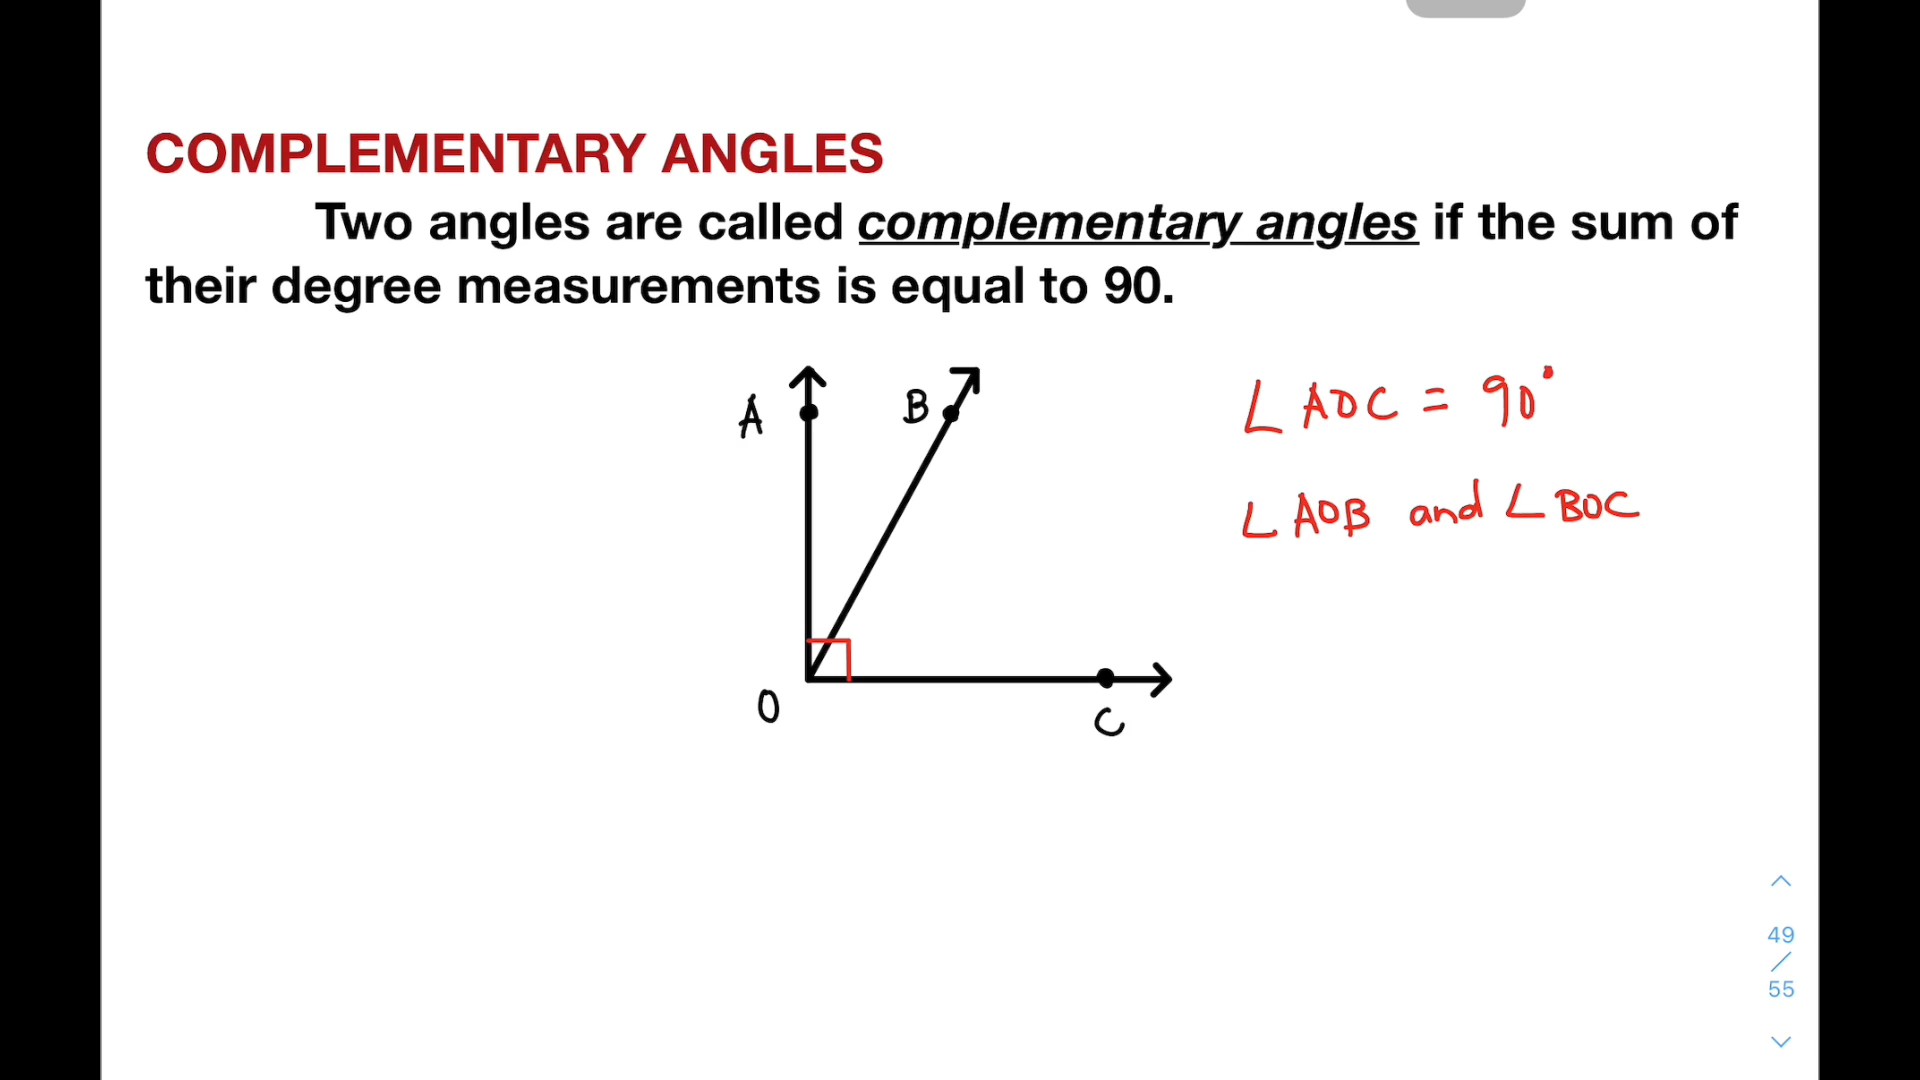 COMPLEMENTARY ANGLES
Two angles are called complementary angles if the sum of
their degree measurements is equal to 90.
A
B
∠AOC = 90°
∠AOB and ∠BOC
O
C
49
/
55